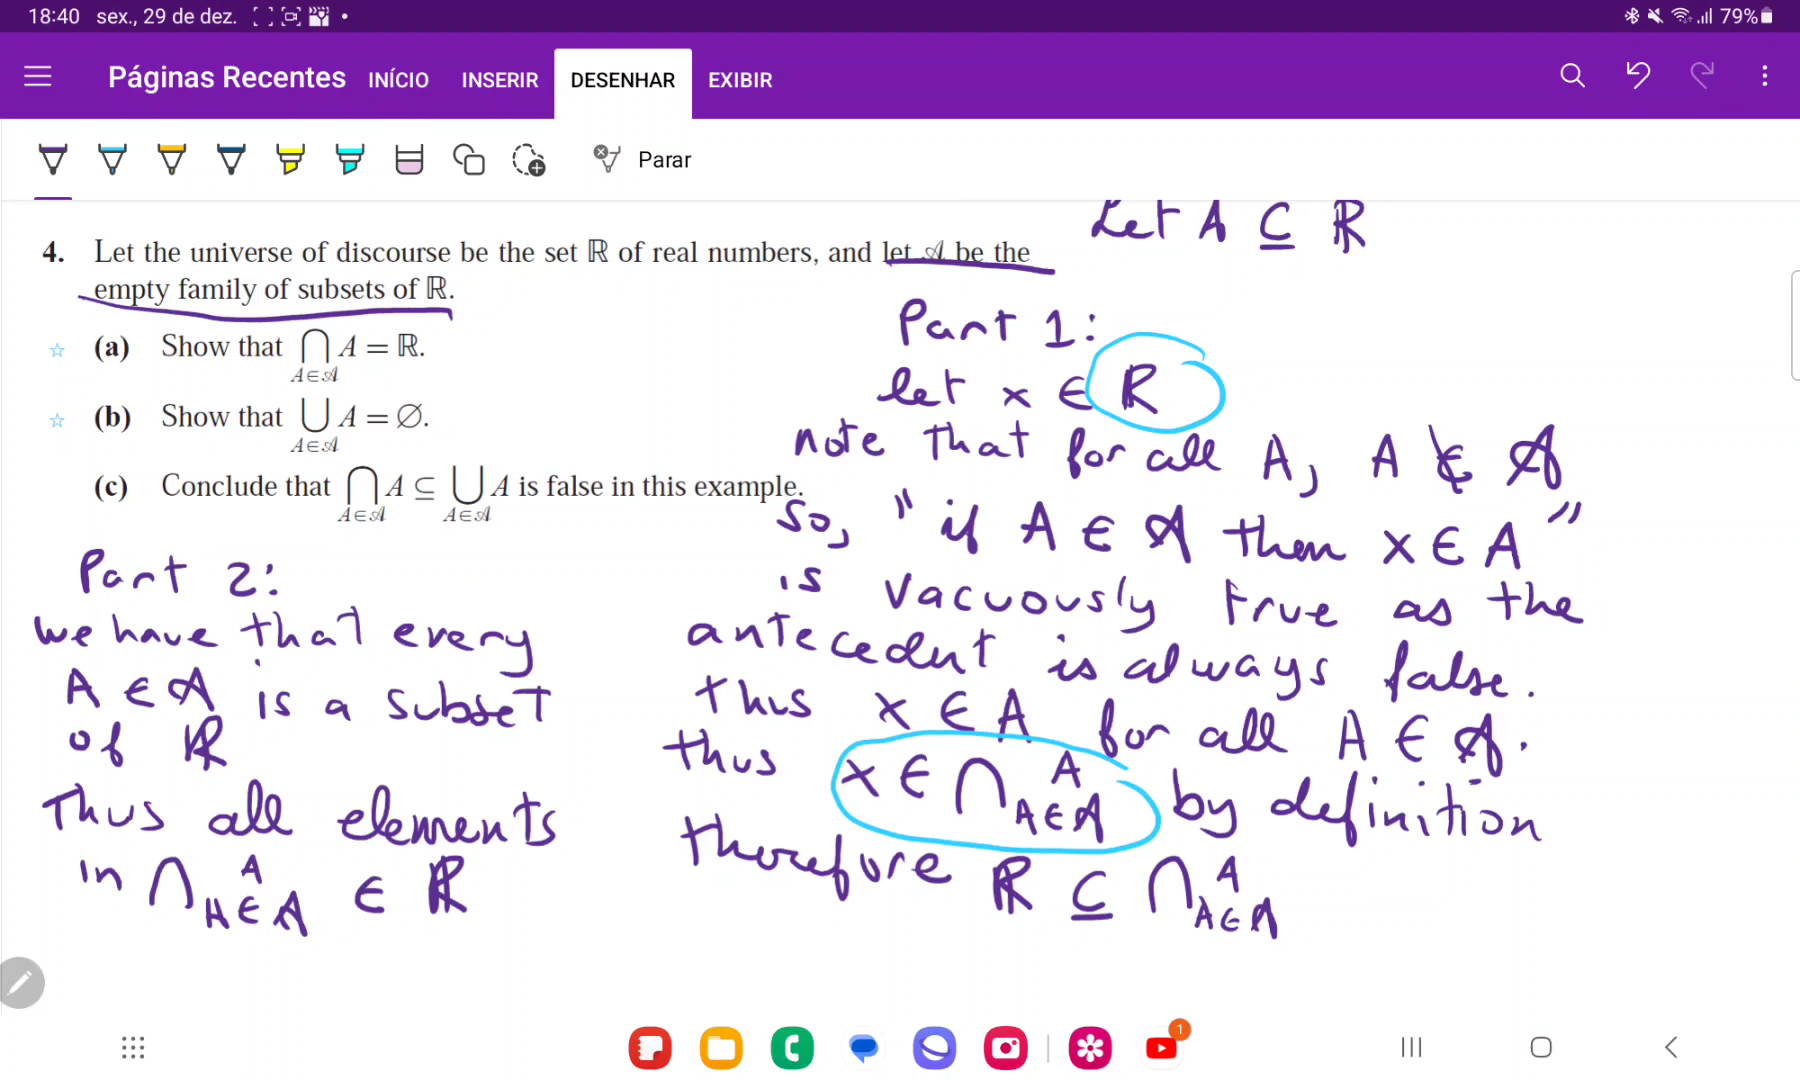 18:40 sex., 29 de dez.
79%
Páginas Recentes INÍCIO INSERIR DESENHAR EXIBIR
Parar
Let A ⊆ ℝ
4. Let the universe of discourse be the set ℝ of real numbers, and let 𝒜 be the
empty family of subsets of ℝ.
(a) Show that ⋂ A = ℝ.
A∈𝒜
(b) Show that ⋃ A = ∅.
A∈𝒜
(c) Conclude that ⋂ A ⊆ ⋃ A is false in this example.
A∈𝒜 A∈𝒜
Part 1:
let x ∈ ℝ
note that for all A, A ∉ 𝒜
so, "if A ∈ 𝒜 then x ∈ A"
is vacuously true as the
antecedent is always false.
thus x ∈ A for all A ∈ 𝒜.
thus x ∈ ⋂ A∈𝒜 A by definition
therefore ℝ ⊆ ⋂ A∈𝒜 A
Part 2:
we have that every
A ∈ 𝒜 is a subset
of ℝ
Thus all elements
in ⋂ A∈𝒜 A ∈ ℝ
1